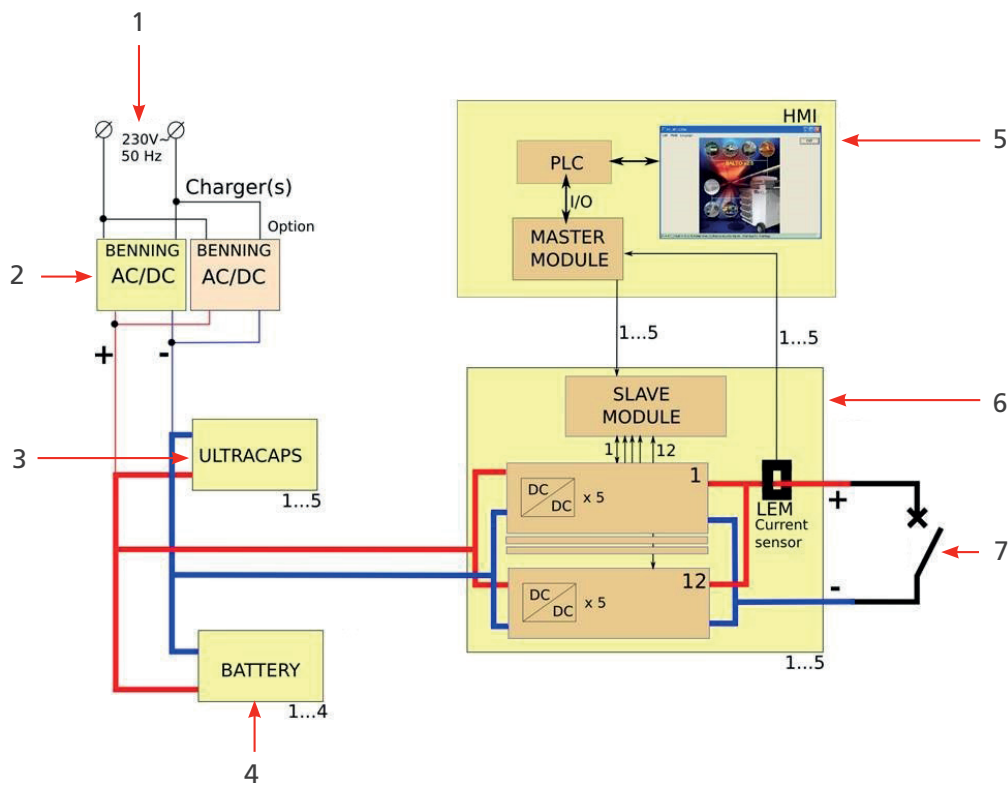 1
230V~
50 Hz
Charger(s)
Option
2
BENNING
AC/DC
BENNING
AC/DC
+
-
3
ULTRACAPS
1...5
BATTERY
1...4
4
HMI
5
PLC
I/O
MASTER
MODULE
1...5
1...5
6
SLAVE
MODULE
1
12
DC
DC
x 5
1
LEM
Current
sensor
+
7
DC
DC
x 5
12
-
1...5